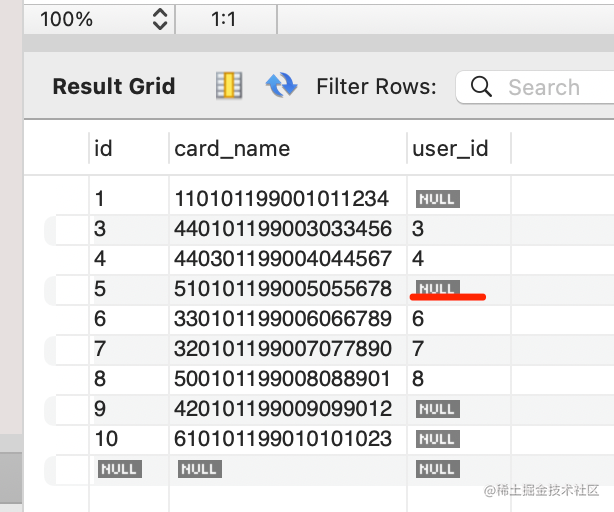 100% 1:1
Result Grid Filter Rows: Search
id card_name user_id
1 110101199001011234 NULL
3 440101199003033456 3
4 440301199004044567 4
5 510101199005055678 NULL
6 330101199006066789 6
7 320101199007077890 7
8 500101199008088901 8
9 420101199009099012 NULL
10 610101199010101023 NULL
NULL NULL NULL
@稀土掘金技术社区